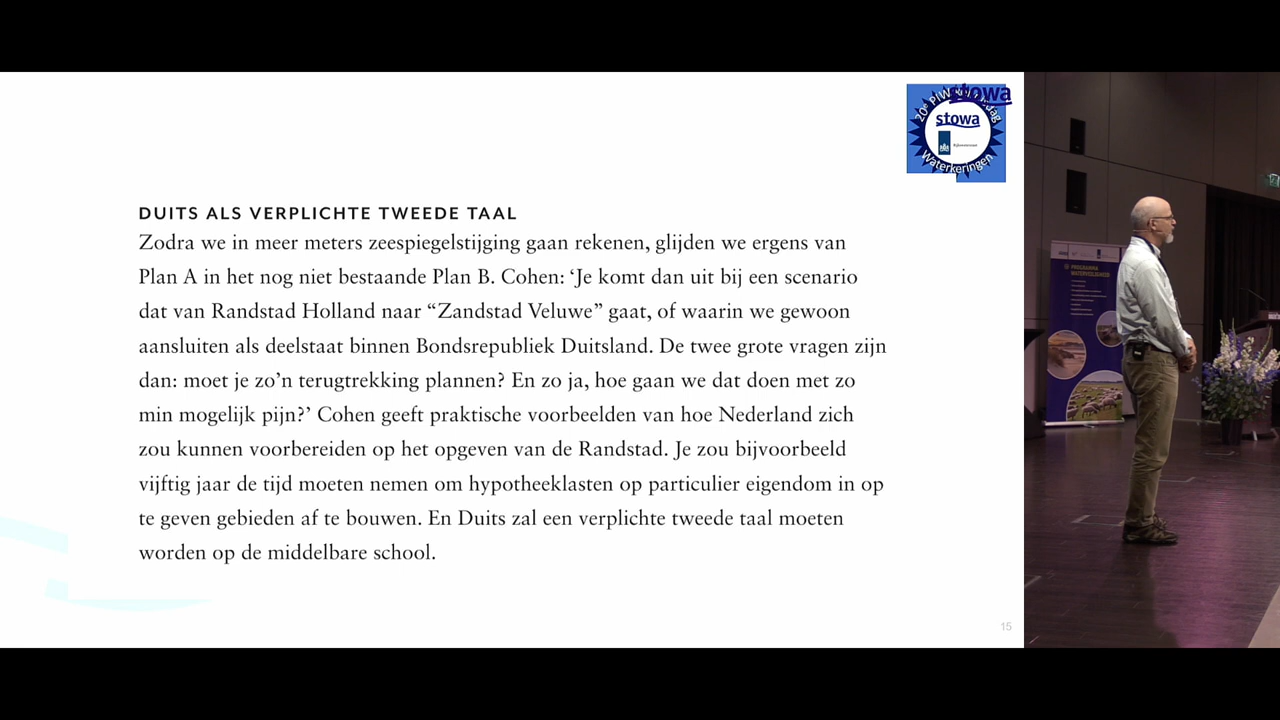 stowa
20e
stowa
Rijkswaterstaat
Waterkeringen
DUITS ALS VERPLICHTE TWEEDE TAAL
Zodra we in meer meters zeespiegelstijging gaan rekenen, glijden we ergens van
Plan A in het nog niet bestaande Plan B. Cohen: ‘Je komt dan uit bij een scenario
dat van Randstad Holland naar “Zandstad Veluwe” gaat, of waarin we gewoon
aansluiten als deelstaat binnen Bondsrepubliek Duitsland. De twee grote vragen zijn
dan: moet je zo’n terugtrekking plannen? En zo ja, hoe gaan we dat doen met zo
min mogelijk pijn?’ Cohen geeft praktische voorbeelden van hoe Nederland zich
zou kunnen voorbereiden op het opgeven van de Randstad. Je zou bijvoorbeeld
vijftig jaar de tijd moeten nemen om hypotheeklasten op particulier eigendom in op
te geven gebieden af te bouwen. En Duits zal een verplichte tweede taal moeten
worden op de middelbare school.
15
PROGRAMMA
WATERVEILIGHEID